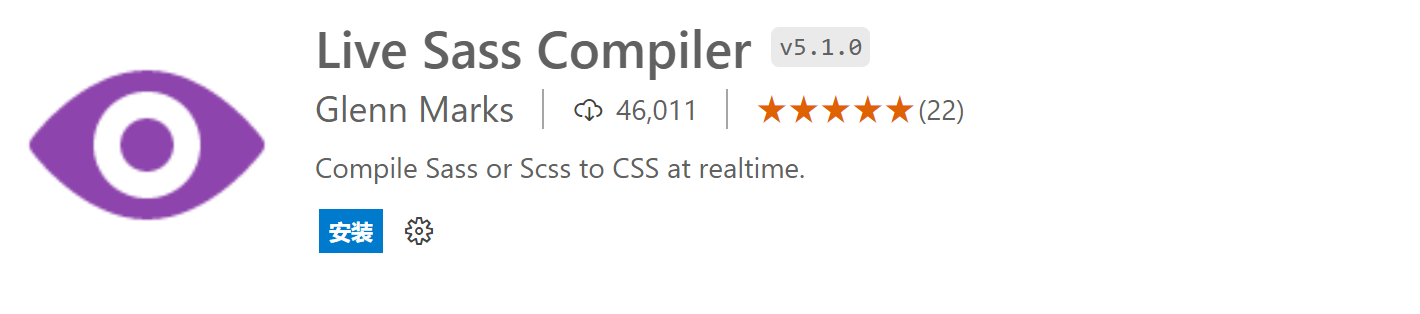 Live Sass Compiler v5.1.0
Glenn Marks 46,011 ★★★★★(22)
Compile Sass or Scss to CSS at realtime.
安装